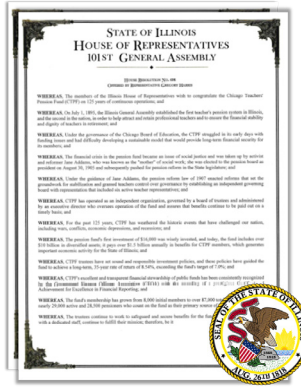 STATE OF ILLINOIS
HOUSE OF REPRESENTATIVES
101ST GENERAL ASSEMBLY
HOUSE RESOLUTION NO.
OFFERED BY REPRESENTATIVE GREGORY HARRIS
WHEREAS, The members of the Illinois House of Representatives wish to congratulate the Chicago Teachers'
Pension Fund (CTPF) on 125 years of continuous operations; and
WHEREAS, On July 1, 1895, the Illinois General Assembly established the first teacher's pension system in Illinois,
and the second in the nation, in order to help attract and retain professional teachers and to ensure the financial stability
and dignity of teachers in retirement; and
WHEREAS, Under the governance of the Chicago Board of Education, the CTPF struggled in its early days with
funding issues and had difficulty developing a sustainable model that would provide long-term financial security for
its members; and
WHEREAS, The financial crisis in the pension fund became an issue of social justice and was taken up by activist
and reformer Jane Addams, who was known as the "mother" of social work; she was elected to the pension board as
president on August 30, 1905 and subsequently pushed for pension reform in the State legislature; and
WHEREAS, Under the guidance of Jane Addams, the pension reform law of 1907 enacted reforms that set the
groundwork for stabilization and granted teachers control over governance by establishing an independent governing
board with representation that included six active teacher representatives; and
WHEREAS, CTPF has operated as an independent organization, governed by a board of trustees and administered
by an executive director who oversees operation of the fund and ensures that benefits continue to be paid out on a
timely basis; and
WHEREAS, For the past 125 years, CTPF has weathered the historic events that have challenged our nation,
including wars, conflicts, economic depressions, and recessions; and
WHEREAS, The pension fund's first investment of $10,000 was wisely invested, and today, the fund includes over
$10 billion in diversified assets; it pays over $1.5 billion annually in benefits for CTPF members, which generates
important economic activity for the State of Illinois; and
WHEREAS, CTPF trustees have set sound and responsible investment policies, and these policies have guided the
fund to achieve a long-term, 33-year rate of return of 8.14%, exceeding the fund's target of 7.0%; and
WHEREAS, CTPF's excellent and transparent financial stewardship of public funds has been consistently recognized
by the Government Finance Officers Association (GFOA) with the awarding of a prestigious
Achievement for Excellence in Financial Reporting; and
WHEREAS, The fund's membership has grown from 8,000 initial members to over 87,000
nearly 29,000 active and 28,500 pensioners who count on the fund as their primary source
WHEREAS, The trustees continue to work to safeguard and secure benefits for the
with a dedicated staff, continue to fulfill their mission; therefore, be it
SEAL OF THE STATE OF ILLINOIS
AUG. 26TH 1818